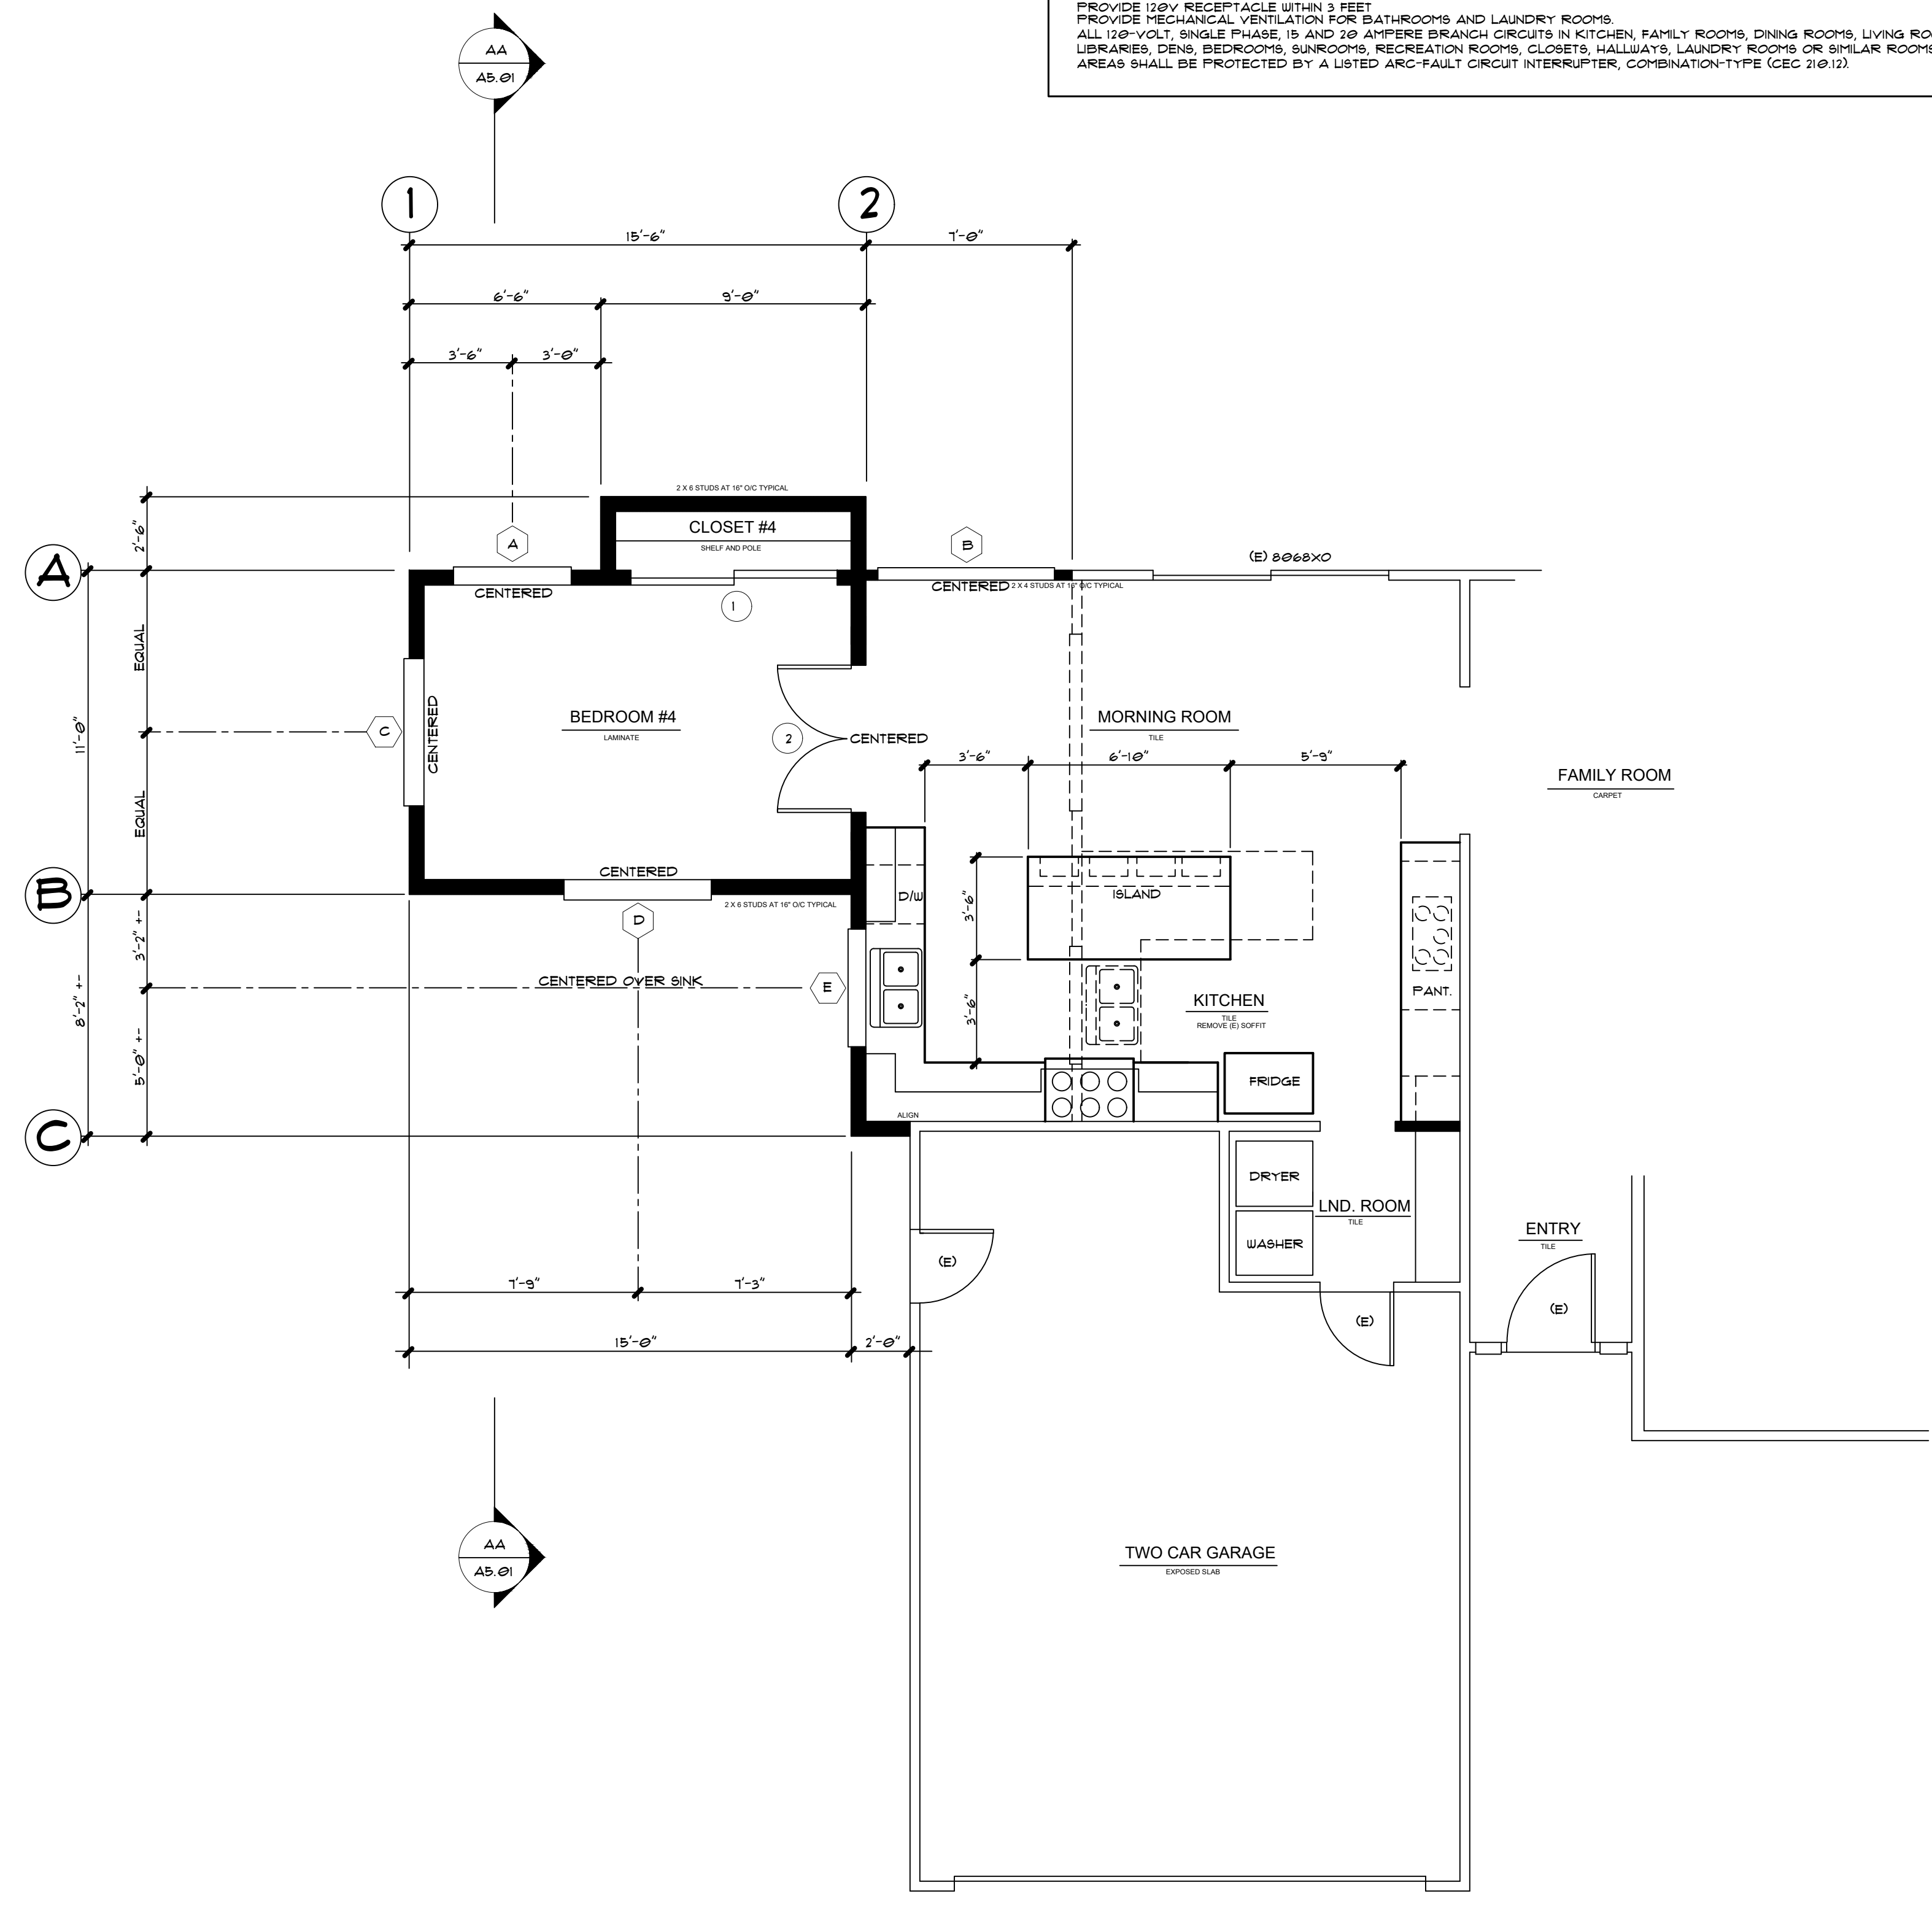 PROVIDE 120V RECEPTACLE WITHIN 3 FEET
PROVIDE MECHANICAL VENTILATION FOR BATHROOMS AND LAUNDRY ROOMS.
ALL 120-VOLT, SINGLE PHASE, 15 AND 20 AMPERE BRANCH CIRCUITS IN KITCHEN, FAMILY ROOMS, DINING ROOMS, LIVING
LIBRARIES, DENS, BEDROOMS, SUNROOMS, RECREATION ROOMS, CLOSETS, HALLWAYS, LAUNDRY ROOMS OR SIMILAR ROOMS
AREAS SHALL BE PROTECTED BY A LISTED ARC-FAULT CIRCUIT INTERRUPTER, COMBINATION-TYPE (CEC 210.12).
AA
A5.01
1
2
15'-6"
7'-0"
6'-6"
9'-0"
3'-6"
3'-0"
2 X 6 STUDS AT 16" O/C TYPICAL
CLOSET #4
SHELF AND POLE
2'-6"
A
B
(E) 8068XO
A
CENTERED
CENTERED
2 X 4 STUDS AT 16" O/C TYPICAL
1
EQUAL
11'-0"
C
CENTERED
BEDROOM #4
LAMINATE
2
CENTERED
MORNING ROOM
TILE
3'-6"
6'-10"
5'-9"
FAMILY ROOM
CARPET
EQUAL
CENTERED
B
D/W
ISLAND
3'-6"
2 X 6 STUDS AT 16" O/C TYPICAL
D
3'-2" +-
8'-2" +-
CENTERED OVER SINK
E
PANT.
KITCHEN
TILE
REMOVE (E) SOFFIT
3'-6"
5'-0" +-
FRIDGE
C
ALIGN
DRYER
LND. ROOM
TILE
WASHER
ENTRY
TILE
(E)
(E)
(E)
7'-9"
7'-3"
15'-0"
2'-0"
AA
A5.01
TWO CAR GARAGE
EXPOSED SLAB